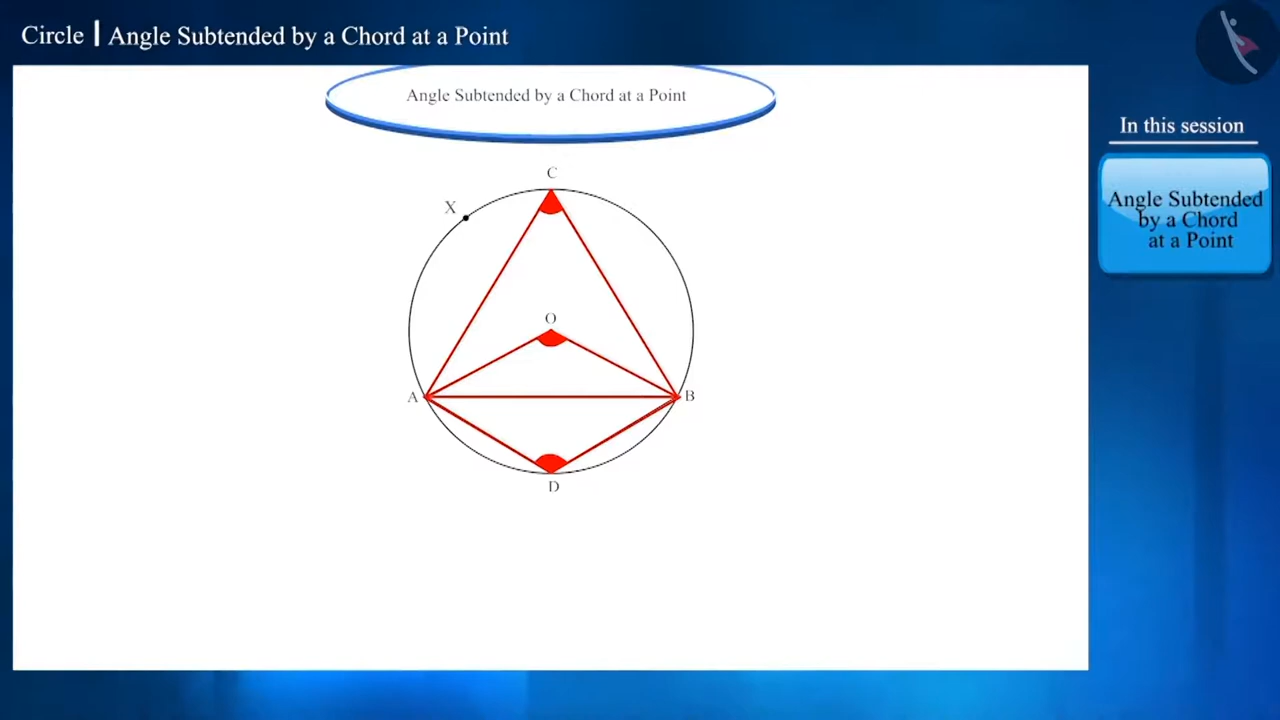 Circle | Angle Subtended by a Chord at a Point
Angle Subtended by a Chord at a Point
In this session
Angle Subtended
by a Chord
at a Point
C
X
O
A
B
D